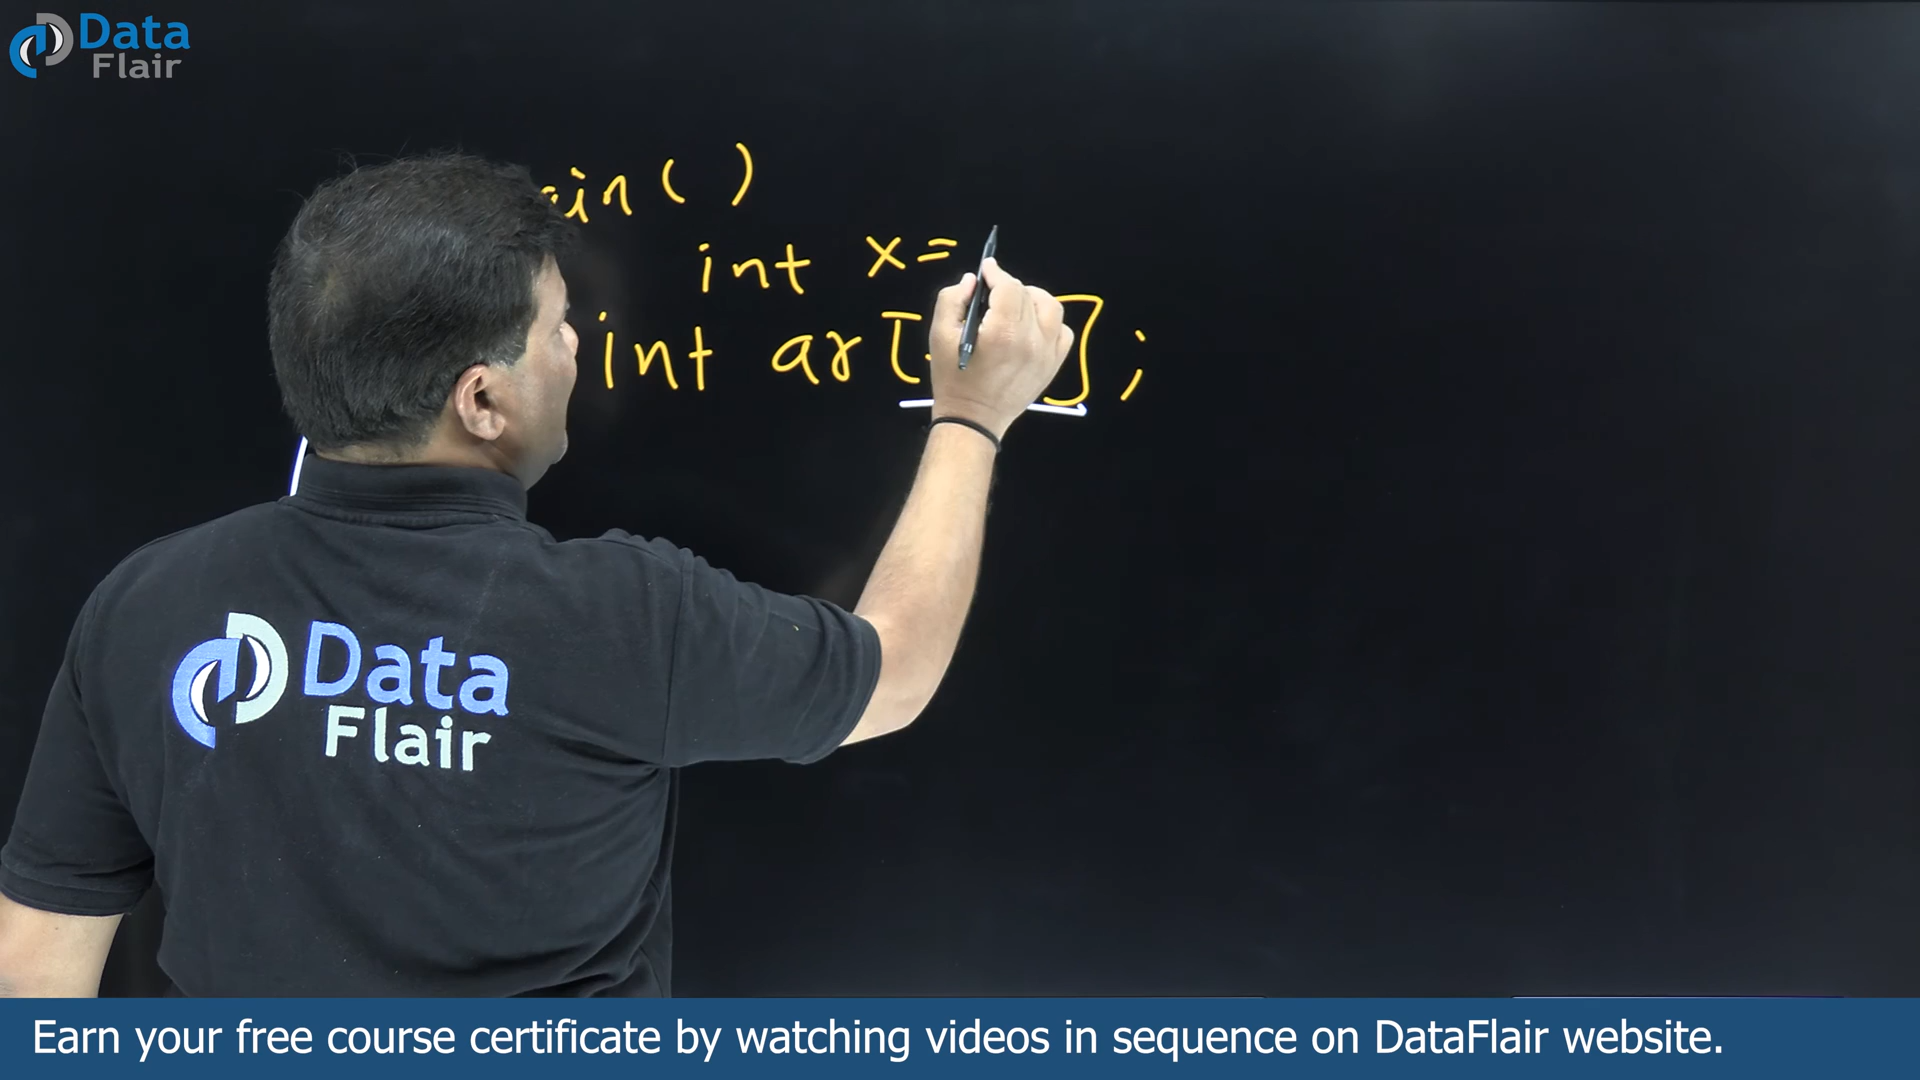 Data
Flair
ain( )
int x=
int ar[ ];
Data
Flair
Earn your free course certificate by watching videos in sequence on DataFlair website.